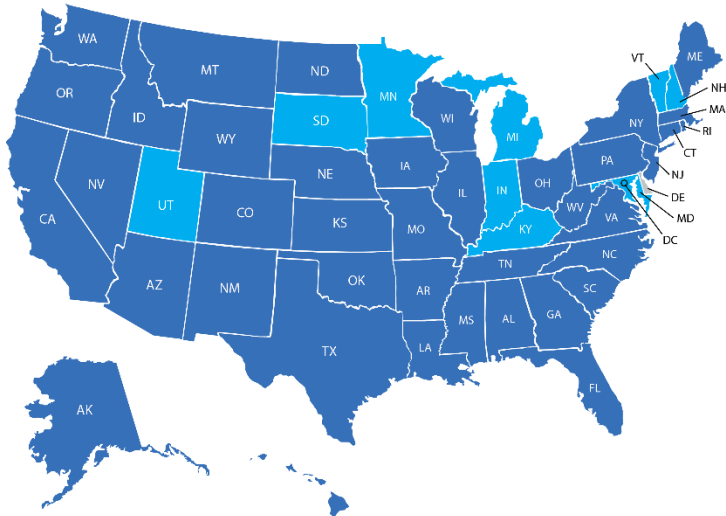 WA
MT
ND
MN
VT
ME
OR
ID
SD
WI
MI
NY
NH
MA
RI
CT
WY
IA
PA
NJ
NV
NE
IL
IN
OH
DE
CA
UT
CO
KS
MO
KY
WV
VA
MD
DC
AZ
NM
OK
AR
TN
NC
SC
TX
LA
MS
AL
GA
FL
AK